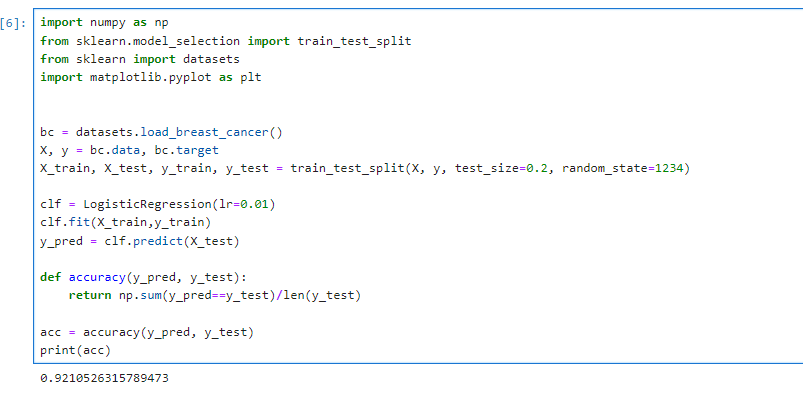 [6]: import numpy as np
from sklearn.model_selection import train_test_split
from sklearn import datasets
import matplotlib.pyplot as plt
bc = datasets.load_breast_cancer()
X, y = bc.data, bc.target
X_train, X_test, y_train, y_test = train_test_split(X, y, test_size=0.2, random_state=1234)
clf = LogisticRegression(lr=0.01)
clf.fit(X_train,y_train)
y_pred = clf.predict(X_test)
def accuracy(y_pred, y_test):
    return np.sum(y_pred==y_test)/len(y_test)
acc = accuracy(y_pred, y_test)
print(acc)
0.9210526315789473